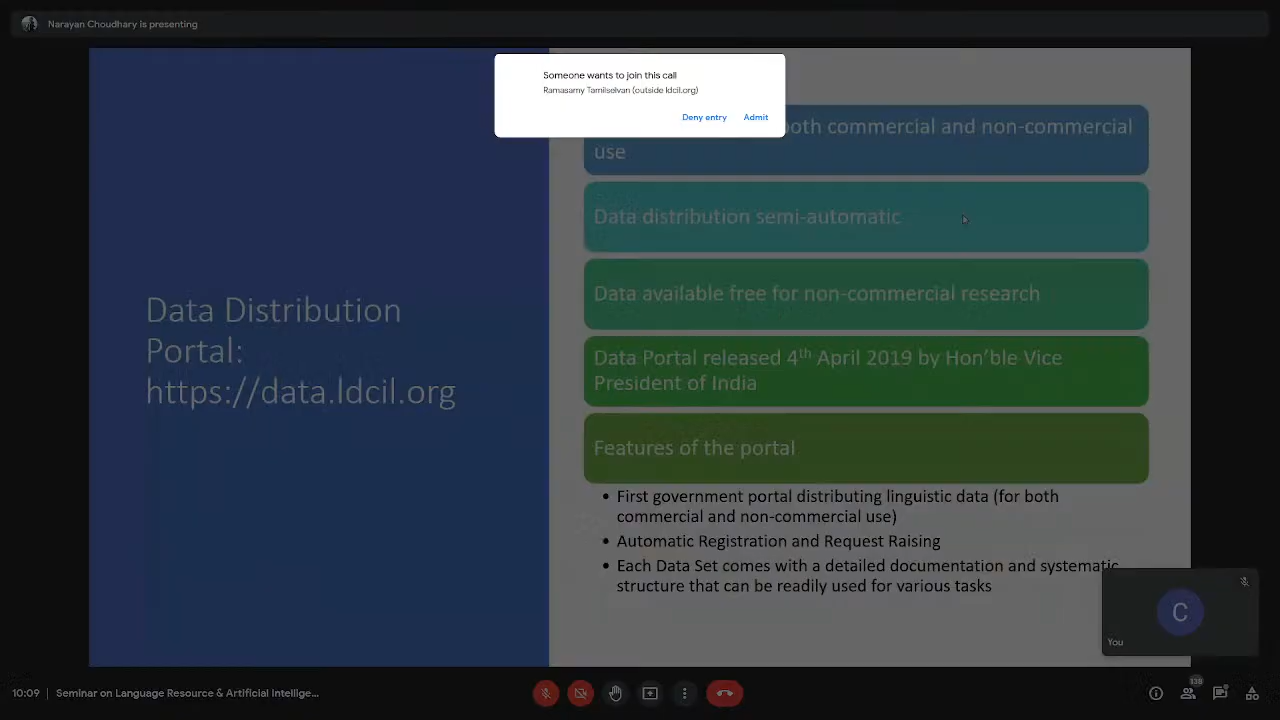 Narayan Choudhary is presenting
Someone wants to join this call
Ramasamy Tamilselvan (outside ldcil.org)
Deny entry Admit
both commercial and non-commercial
use
Data distribution semi-automatic
Data available free for non-commercial research
Data Portal released 4th April 2019 by Hon'ble Vice
President of India
Features of the portal
• First government portal distributing linguistic data (for both
commercial and non-commercial use)
• Automatic Registration and Request Raising
• Each Data Set comes with a detailed documentation and systematic
structure that can be readily used for various tasks
Data Distribution
Portal:
https://data.ldcil.org
C
You
10:09 | Seminar on Language Resource & Artificial Intellige...
138